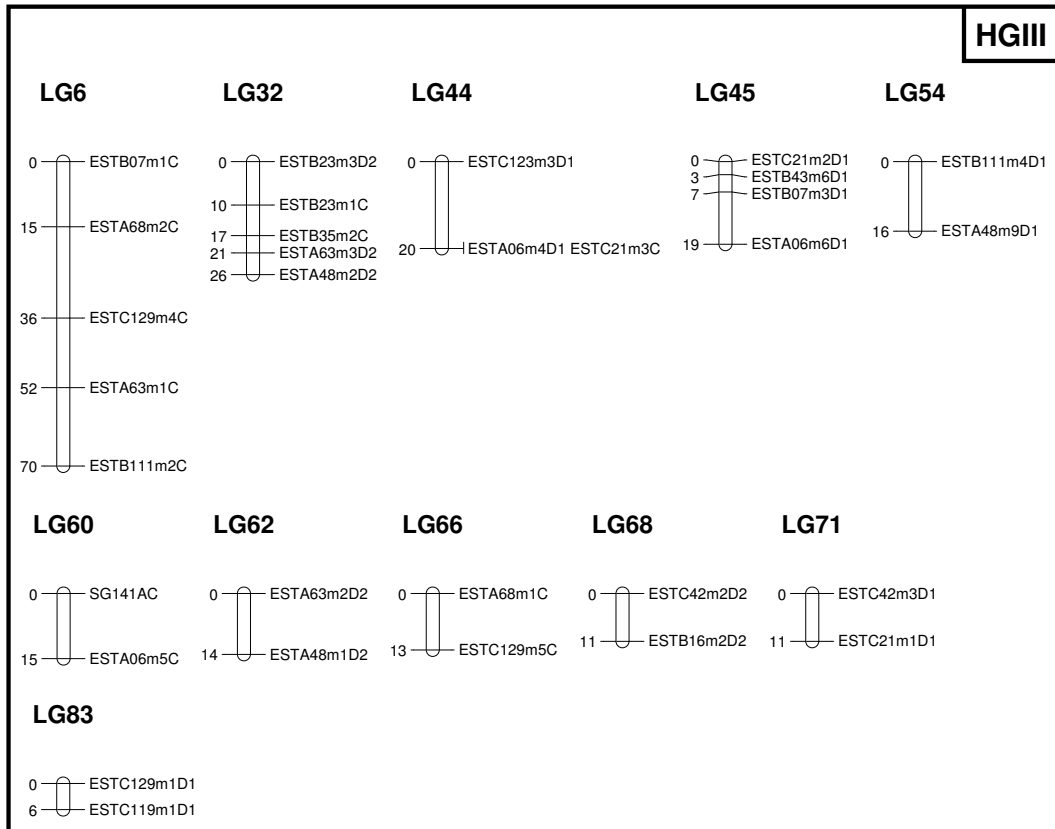 HGIII
LG6 LG32 LG44 LG45 LG54
0 ESTB07m1C
15 ESTA68m2C
36 ESTC129m4C
52 ESTA63m1C
70 ESTB111m2C
0 ESTB23m3D2
10 ESTB23m1C
17 ESTB35m2C
21 ESTA63m3D2
26 ESTA48m2D2
0 ESTC123m3D1
20 ESTA06m4D1 ESTC21m3C
0 ESTC21m2D1
3 ESTB43m6D1
7 ESTB07m3D1
19 ESTA06m6D1
0 ESTB111m4D1
16 ESTA48m9D1
LG60 LG62 LG66 LG68 LG71
0 SG141AC
15 ESTA06m5C
0 ESTA63m2D2
14 ESTA48m1D2
0 ESTA68m1C
13 ESTC129m5C
0 ESTC42m2D2
11 ESTB16m2D2
0 ESTC42m3D1
11 ESTC21m1D1
LG83
0 ESTC129m1D1
6 ESTC119m1D1